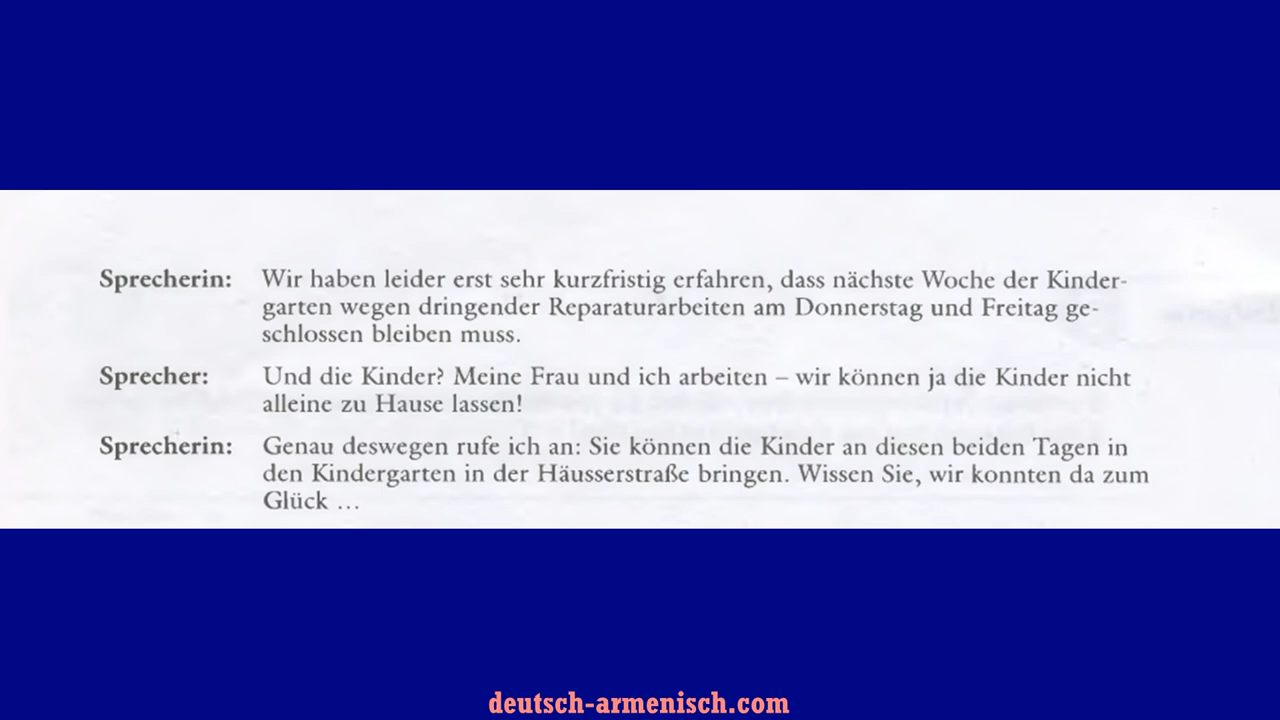 Sprecherin: Wir haben leider erst sehr kurzfristig erfahren, dass nächste Woche der Kinder-
garten wegen dringender Reparaturarbeiten am Donnerstag und Freitag ge-
schlossen bleiben muss.
Sprecher: Und die Kinder? Meine Frau und ich arbeiten – wir können ja die Kinder nicht
alleine zu Hause lassen!
Sprecherin: Genau deswegen rufe ich an: Sie können die Kinder an diesen beiden Tagen in
den Kindergarten in der Häusserstraße bringen. Wissen Sie, wir konnten da zum
Glück …
deutsch-armenisch.com